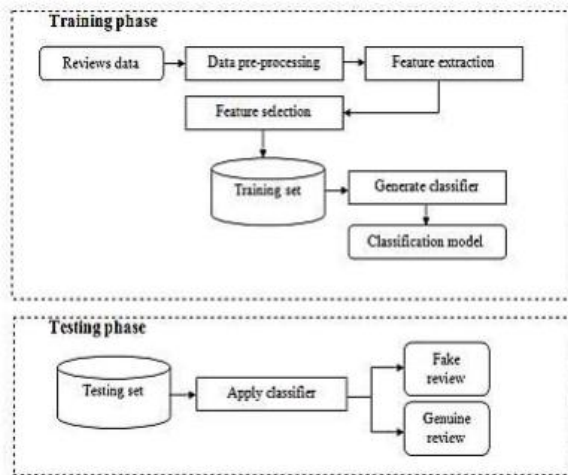 Training phase
Reviews data
Data pre-processing
Feature extraction
Feature selection
Training set
Generate classifier
Classification model
Testing phase
Testing set
Apply classifier
Fake
review
Genuine
review